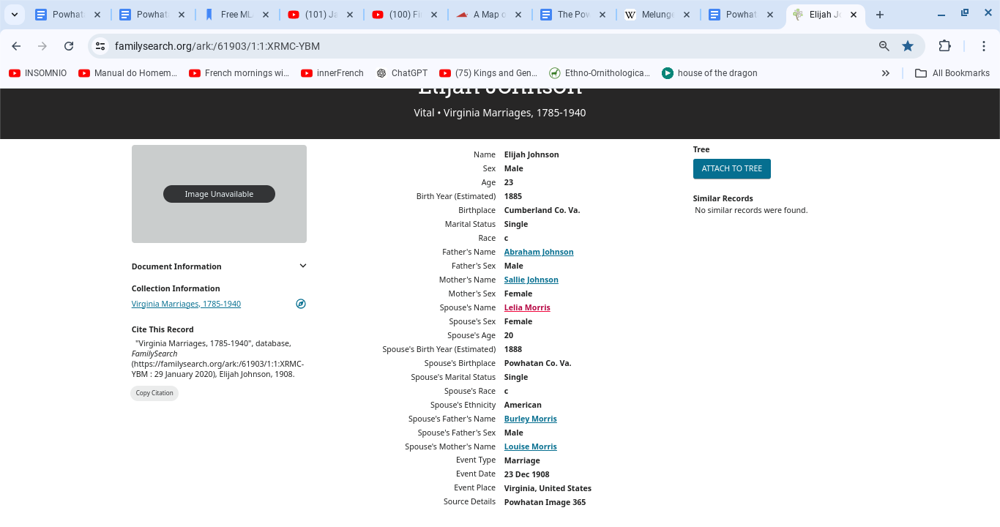 Powhat
Powhat
Free ML
(101) Ja
(100) Fi
A Map o
The Pow
Melunge
Powhat
Elijah Jo
familysearch.org/ark:/61903/1:1:XRMC-YBM
INSOMNIO
Manual do Homem...
French mornings wi...
innerFrench
ChatGPT
(75) Kings and Gen...
Ethno-Ornithologica...
house of the dragon
All Bookmarks
Elijah Johnson
Vital • Virginia Marriages, 1785-1940
Image Unavailable
Document Information
Collection Information
Virginia Marriages, 1785-1940
Cite This Record
"Virginia Marriages, 1785-1940", database,
FamilySearch
(https://familysearch.org/ark:/61903/1:1:XRMC-
YBM : 29 January 2020), Elijah Johnson, 1908.
Copy Citation
Name Elijah Johnson
Sex Male
Age 23
Birth Year (Estimated) 1885
Birthplace Cumberland Co. Va.
Marital Status Single
Race c
Father's Name Abraham Johnson
Father's Sex Male
Mother's Name Sallie Johnson
Mother's Sex Female
Spouse's Name Lelia Morris
Spouse's Sex Female
Spouse's Age 20
Spouse's Birth Year (Estimated) 1888
Spouse's Birthplace Powhatan Co. Va.
Spouse's Marital Status Single
Spouse's Race c
Spouse's Ethnicity American
Spouse's Father's Name Burley Morris
Spouse's Father's Sex Male
Spouse's Mother's Name Louise Morris
Event Type Marriage
Event Date 23 Dec 1908
Event Place Virginia, United States
Source Details Powhatan Image 365
Tree
ATTACH TO TREE
Similar Records
No similar records were found.